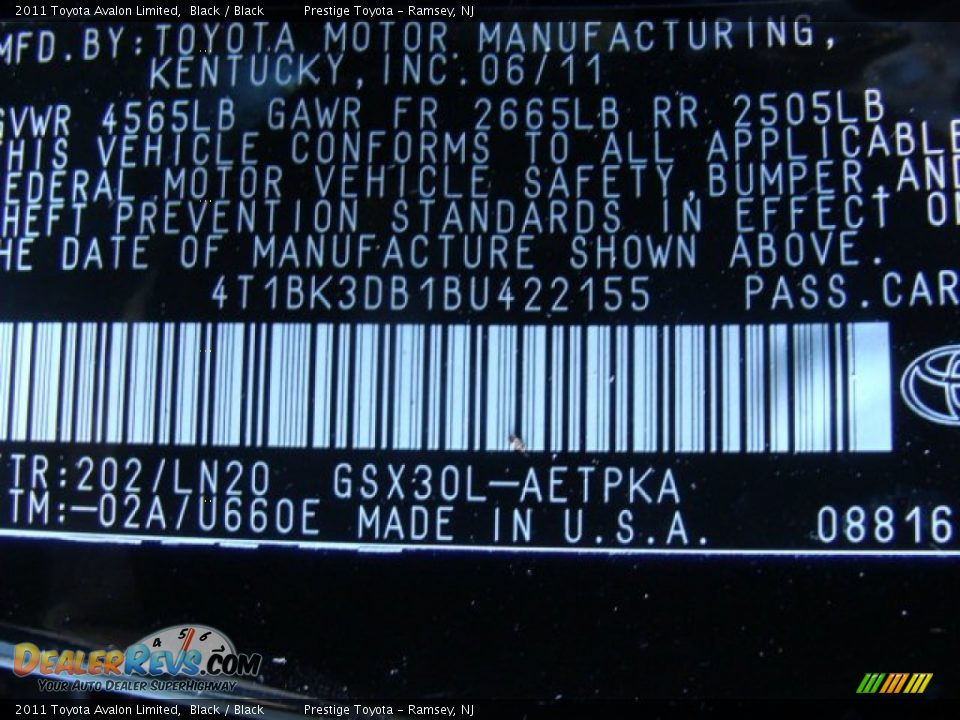 2011 Toyota Avalon Limited, Black / Black Prestige Toyota - Ramsey, NJ
MFD.BY:TOYOTA MOTOR MANUFACTURING,
KENTUCKY,INC.06/11
GVWR 4565LB GAWR FR 2665LB RR 2505LB
THIS VEHICLE CONFORMS TO ALL APPLICABLE
FEDERAL MOTOR VEHICLE SAFETY,BUMPER,AND
THEFT PREVENTION STANDARDS IN EFFECT ON
THE DATE OF MANUFACTURE SHOWN ABOVE.
4T1BK3DB1BU422155 PASS.CAR
TR:202/LN20 GSX30L-AETPKA
TM:-02A/U660E MADE IN U.S.A. 08816
4 5 6 7
DealerRevs.com
Your Auto Dealer SuperHighway
2011 Toyota Avalon Limited, Black / Black Prestige Toyota - Ramsey, NJ